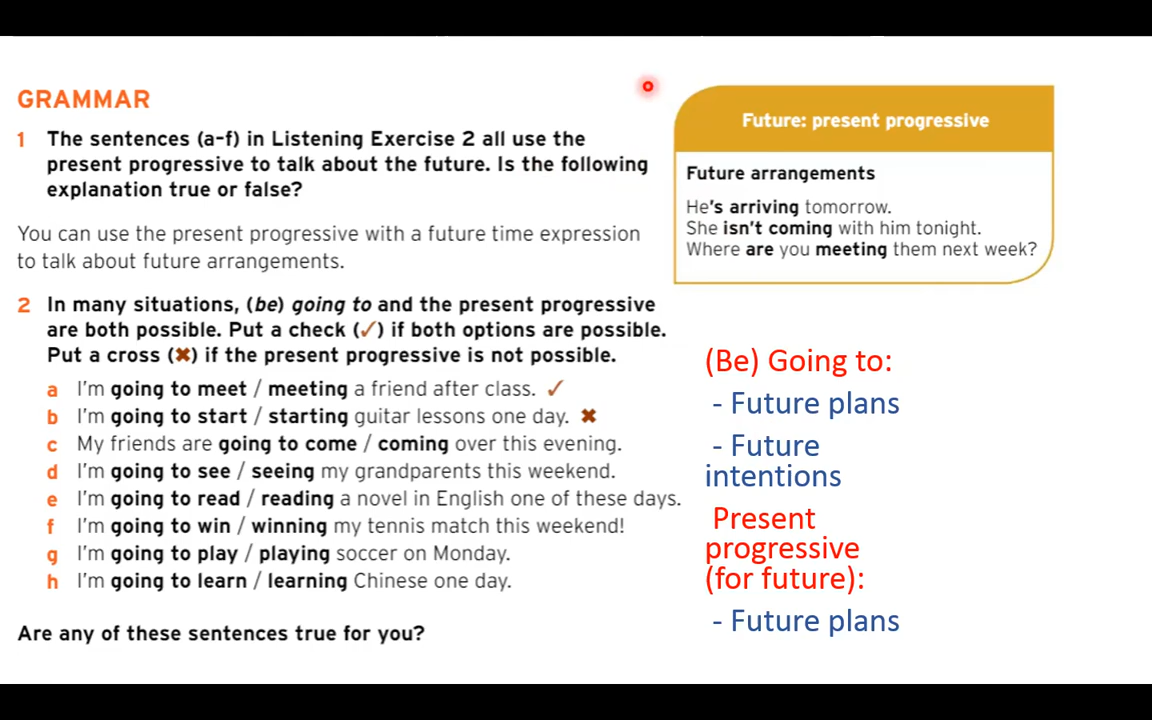 GRAMMAR
1 The sentences (a-f) in Listening Exercise 2 all use the
present progressive to talk about the future. Is the following
explanation true or false?
You can use the present progressive with a future time expression
to talk about future arrangements.
2 In many situations, (be) going to and the present progressive
are both possible. Put a check (✓) if both options are possible.
Put a cross (✖) if the present progressive is not possible.
a I'm going to meet / meeting a friend after class. ✓
b I'm going to start / starting guitar lessons one day. ✖
c My friends are going to come / coming over this evening.
d I'm going to see / seeing my grandparents this weekend.
e I'm going to read / reading a novel in English one of these days.
f I'm going to win / winning my tennis match this weekend!
g I'm going to play / playing soccer on Monday.
h I'm going to learn / learning Chinese one day.
Are any of these sentences true for you?
Future: present progressive
Future arrangements
He's arriving tomorrow.
She isn't coming with him tonight.
Where are you meeting them next week?
(Be) Going to:
- Future plans
- Future
intentions
Present
progressive
(for future):
- Future plans